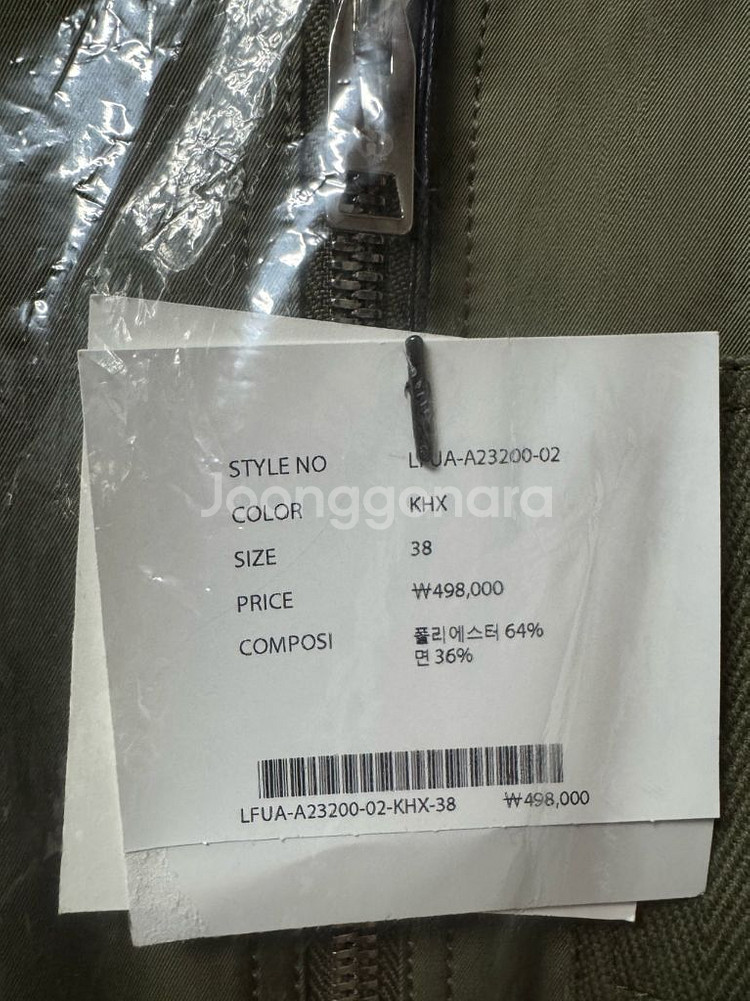 STYLE NO LFUA-A23200-02
Joonggonara
COLOR KHX
SIZE 38
PRICE ₩498,000
COMPOSI 폴리에스터 64%
면 36%
LFUA-A23200-02-KHX-38 ₩498,000